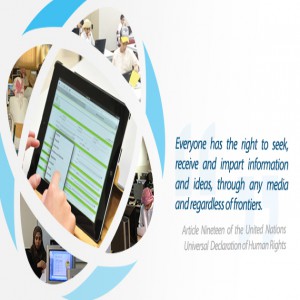 Everyone has the right to seek,
receive and impart information
and ideas, through any media
and regardless of frontiers.
Article Nineteen of the United Nations
Universal Declaration of Human Rights